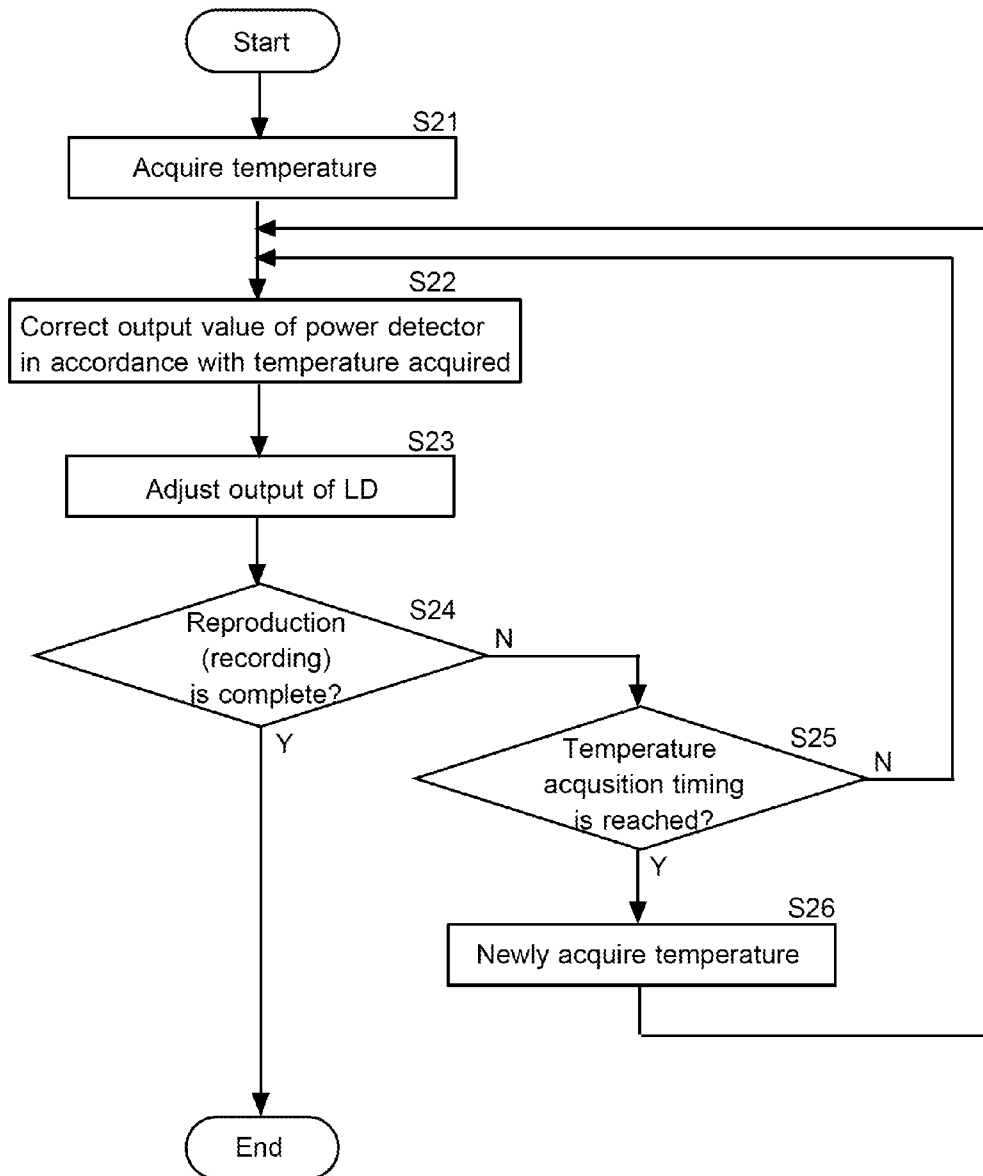 Start
S21
Acquire temperature
S22
Correct output value of power detector
in accordance with temperature acquired
S23
Adjust output of LD
S24
Reproduction
(recording)
is complete?
N
Y
S25
Temperature
acqusition timing
is reached?
N
Y
S26
Newly acquire temperature
End